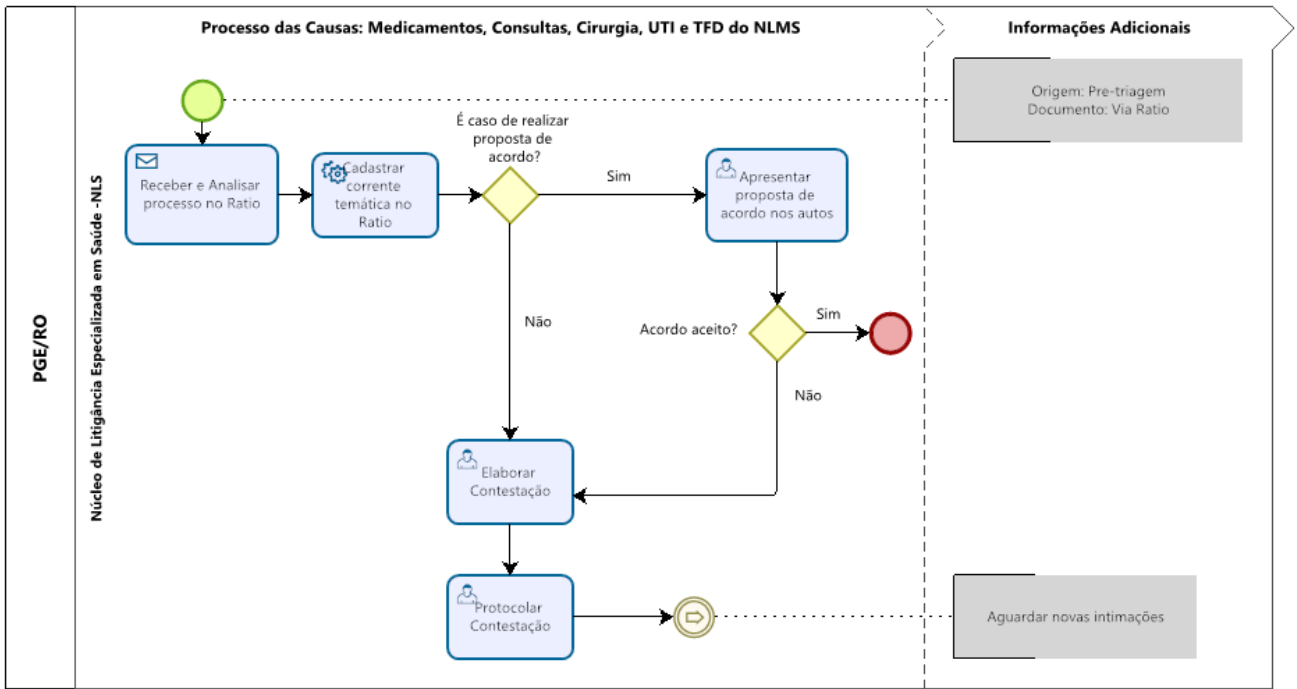 Processo das Causas: Medicamentos, Consultas, Cirurgia, UTI e TFD do NLMS
Informações Adicionais
PGE/RO
Núcleo de Litigância Especializada em Saúde -NLS
Origem: Pre-triagem
Documento: Via Ratio
Receber e Analisar
processo no Ratio
Cadastrar
corrente
temática no
Ratio
É caso de realizar
proposta de
acordo?
Sim
Apresentar
proposta de
acordo nos autos
Não
Acordo aceito?
Sim
Não
Elaborar
Contestação
Protocolar
Contestação
Aguardar novas intimações